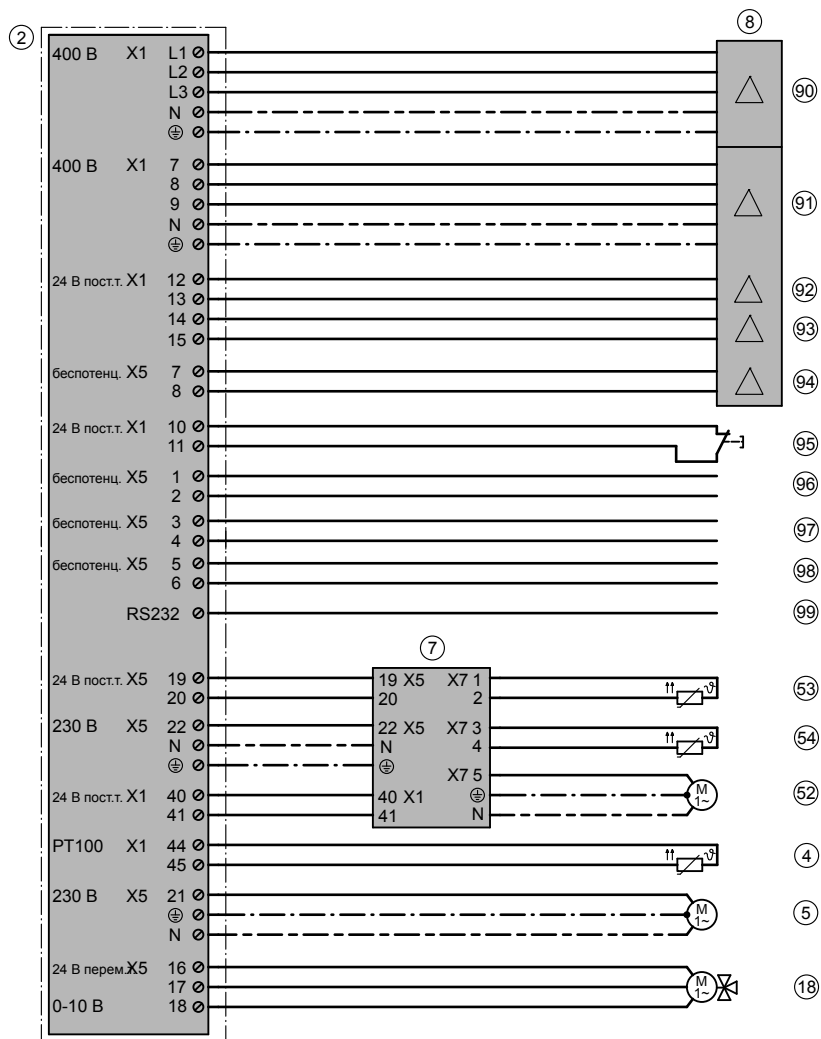 2
8
400 В X1 L1
L2
L3
N
90
400 В X1 7
8
9
N
91
24 В пост.т. X1 12
13
92
14
15
93
беспотенц. X5 7
8
94
24 В пост.т. X1 10
11
95
беспотенц. X5 1
2
96
беспотенц. X5 3
4
97
беспотенц. X5 5
6
98
RS232
99
7
24 В пост.т. X5 19 19 X5 X7 1 ϑ
20 20 2
53
230 В X5 22 22 X5 X7 3 ϑ
N N 4
54
X7 5
24 В пост.т. X1 40 40 X1 M 1~
41 41 N
52
PT100 X1 44 ϑ
45
4
230 В X5 21 M 1~
N
5
24 В перем.т. X5 16
17 M 1~
18
0-10 В 18